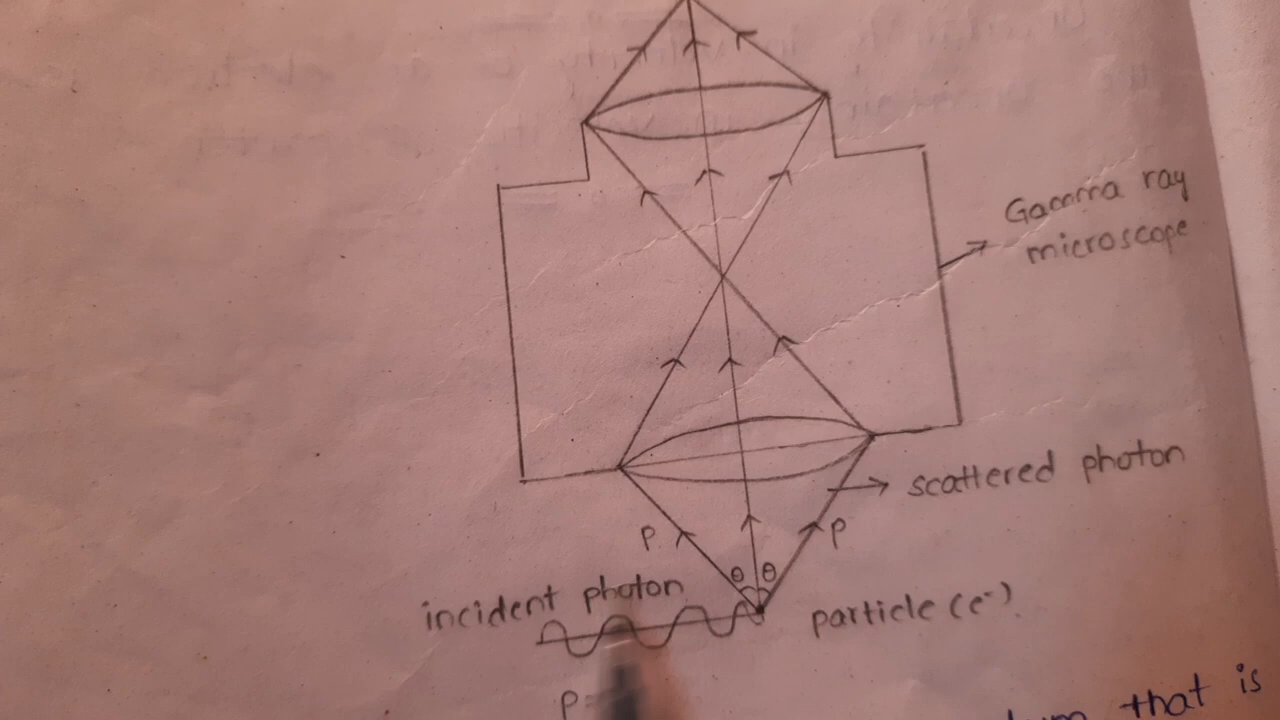 Gamma ray
microscope
scattered photon
P
P
θ θ
incident photon
particle (e⁻).
P=
that is